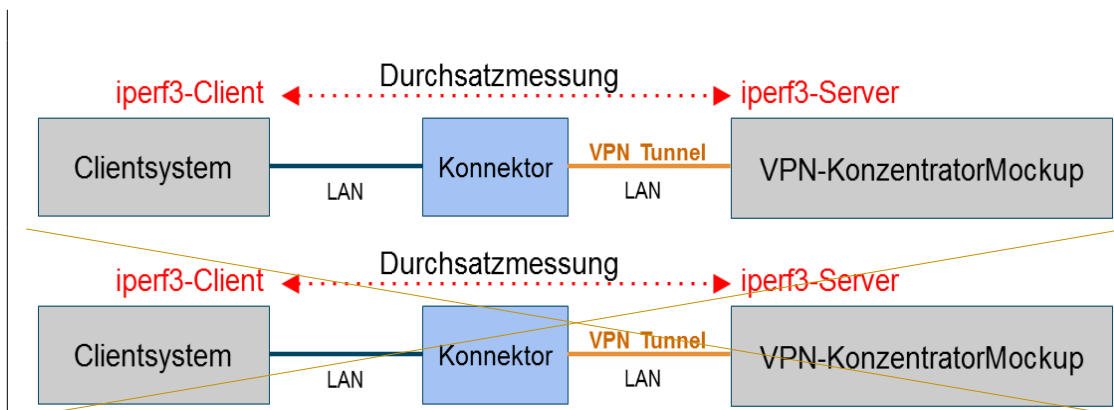 Durchsatzmessung
iperf3-Client iperf3-Server
Clientsystem Konnektor VPN Tunnel VPN-KonzentratorMockup
LAN LAN
Durchsatzmessung
iperf3-Client iperf3-Server
Clientsystem Konnektor VPN Tunnel VPN-KonzentratorMockup
LAN LAN